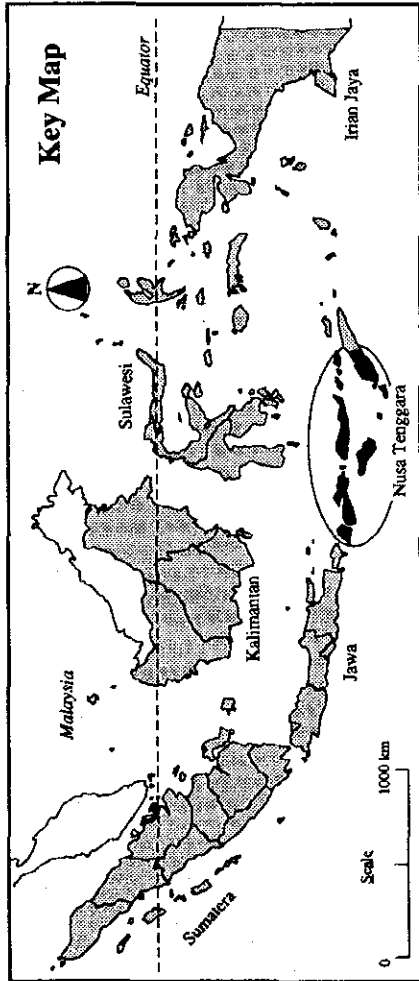 Key Map
N
Equator
Malaysia
Sulawesi
Kalimantan
Sumatera
Jawa
Nusa Tenggara
Irian Jaya
Scale
0 1000 km